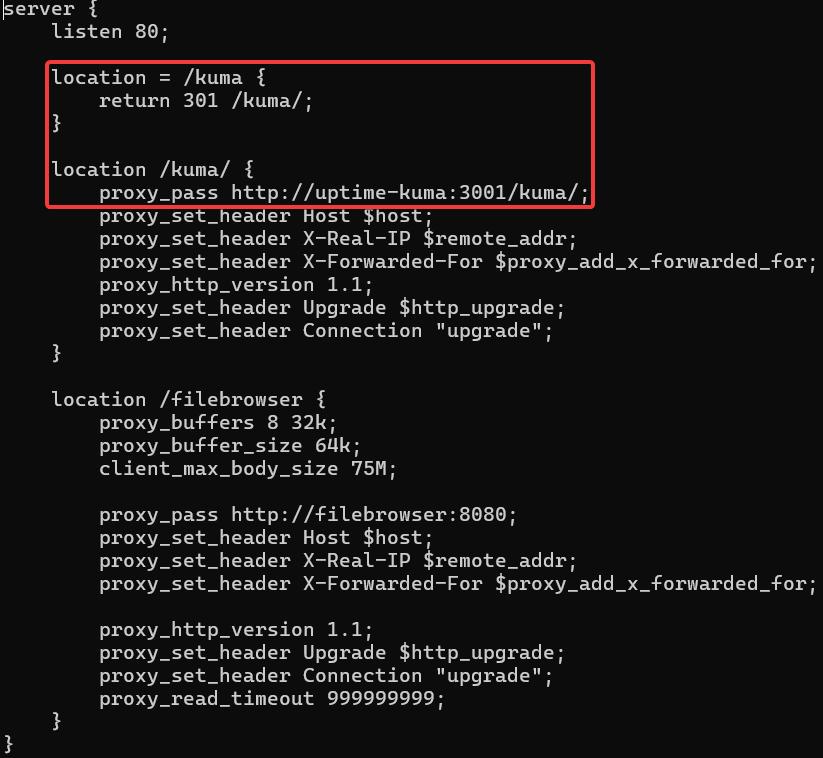 server {
    listen 80;

    location = /kuma {
        return 301 /kuma/;
    }

    location /kuma/ {
        proxy_pass http://uptime-kuma:3001/kuma/;
        proxy_set_header Host $host;
        proxy_set_header X-Real-IP $remote_addr;
        proxy_set_header X-Forwarded-For $proxy_add_x_forwarded_for;
        proxy_http_version 1.1;
        proxy_set_header Upgrade $http_upgrade;
        proxy_set_header Connection "upgrade";
    }

    location /filebrowser {
        proxy_buffers 8 32k;
        proxy_buffer_size 64k;
        client_max_body_size 75M;

        proxy_pass http://filebrowser:8080;
        proxy_set_header Host $host;
        proxy_set_header X-Real-IP $remote_addr;
        proxy_set_header X-Forwarded-For $proxy_add_x_forwarded_for;

        proxy_http_version 1.1;
        proxy_set_header Upgrade $http_upgrade;
        proxy_set_header Connection "upgrade";
        proxy_read_timeout 999999999;
    }
}